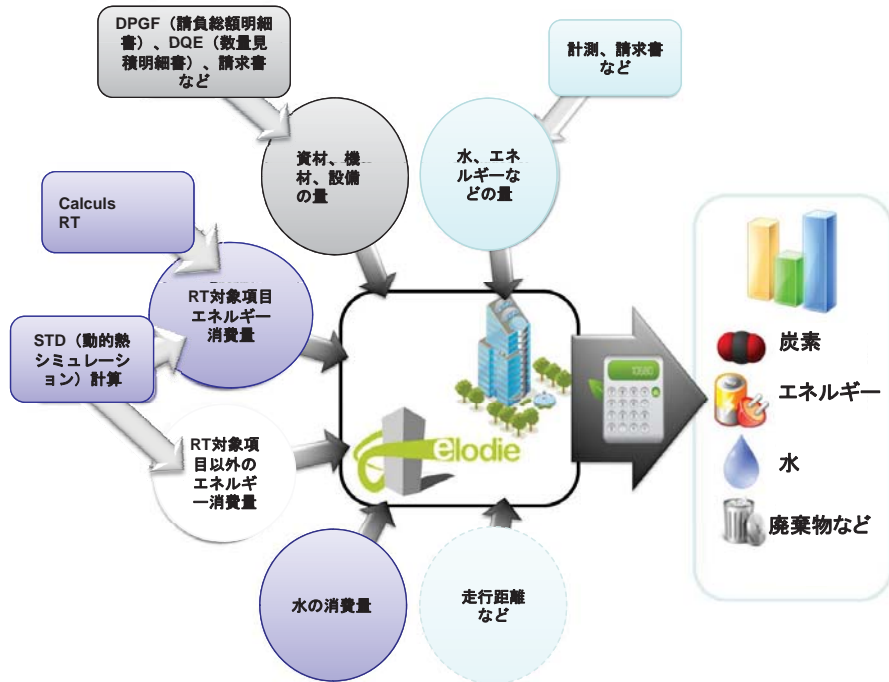 DPGF（請負総額明細
書）、DQE（数量見
積明細書）、請求書
など
計測、請求書
など
資材、機
材、設備
の量
水、エネ
ルギーな
どの量
Calculs
RT
RT対象項目
エネルギー
消費量
STD（動的熱
シミュレーシ
ョン）計算
RT対象項
目以外の
エネルギ
ー消費量
elodie
水の消費量
走行距離
など
10680
炭素
エネルギー
水
廃棄物など